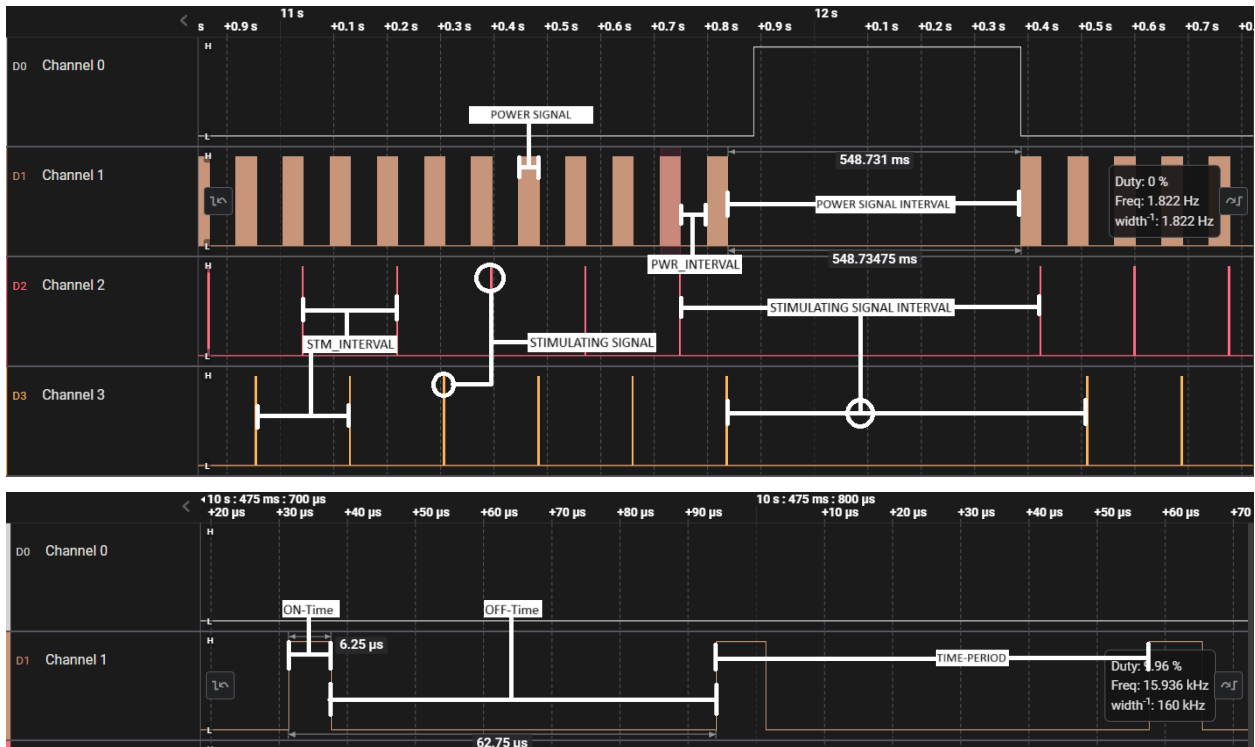 11 s 12 s
s +0.9 s +0.1 s +0.2 s +0.3 s +0.4 s +0.5 s +0.6 s +0.7 s +0.8 s +0.9 s +0.1 s +0.2 s +0.3 s +0.4 s +0.5 s +0.6 s +0.7 s +0.
D0 Channel 0
H
L
POWER SIGNAL
D1 Channel 1
H
L
548.731 ms
POWER SIGNAL INTERVAL
Duty: 0 %
Freq: 1.822 Hz
width⁻¹: 1.822 Hz
548.73475 ms
PWR_INTERVAL
D2 Channel 2
H
L
STIMULATING SIGNAL INTERVAL
STM_INTERVAL
STIMULATING SIGNAL
D3 Channel 3
H
L
10 s : 475 ms : 700 µs 10 s : 475 ms : 800 µs
+20 µs +30 µs +40 µs +50 µs +60 µs +70 µs +80 µs +90 µs +10 µs +20 µs +30 µs +40 µs +50 µs +60 µs +70
D0 Channel 0
H
L
ON-Time
OFF-Time
D1 Channel 1
H
L
6.25 µs
TIME-PERIOD
Duty: 9.96 %
Freq: 15.936 kHz
width⁻¹: 160 kHz
62.75 µs
H